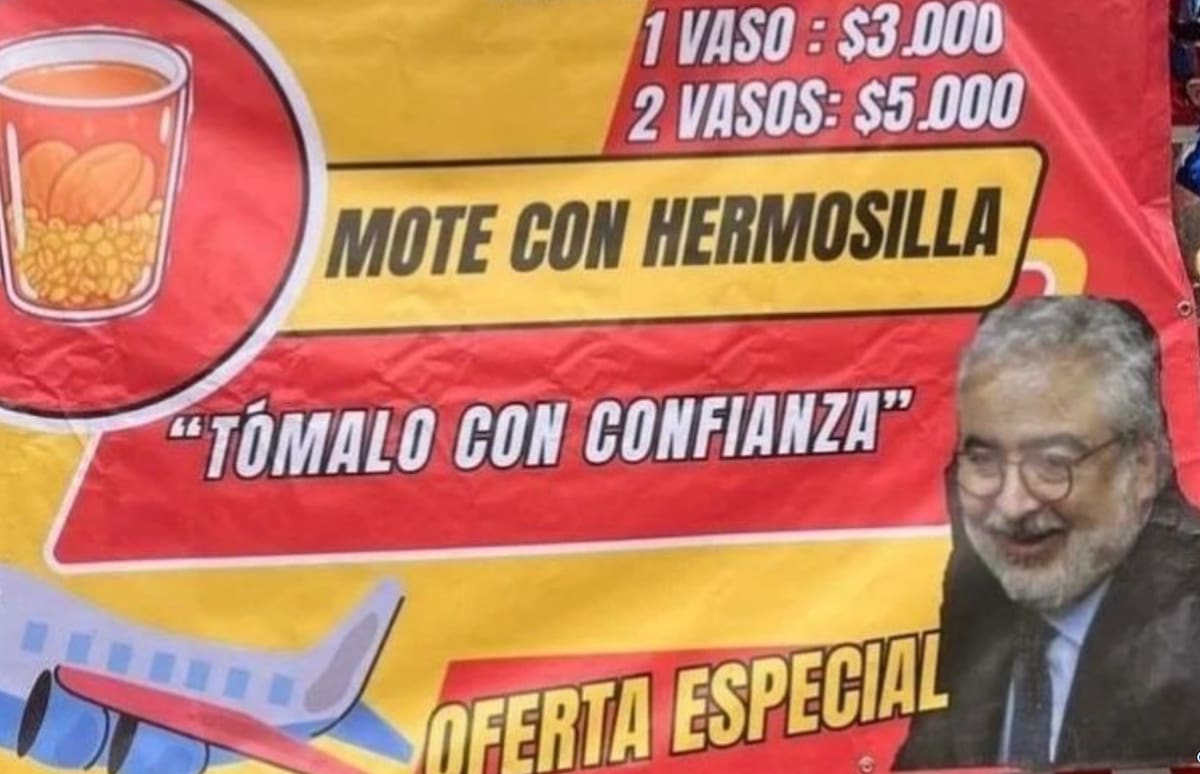 1 VASO : $3.000
2 VASOS: $5.000
MOTE CON HERMOSILLA
“TÓMALO CON CONFIANZA”
OFERTA ESPECIAL